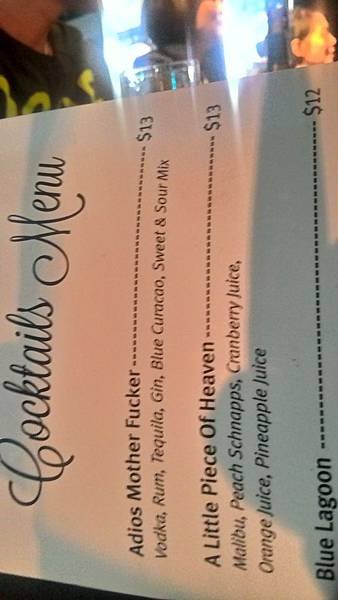 Cocktails Menu
Adios Mother Fucker ---------------------------- $13
Vodka, Rum, Tequila, Gin, Blue Curacao, Sweet & Sour Mix
A Little Piece Of Heaven ------------------------- $13
Malibu, Peach Schnapps, Cranberry Juice,
Orange Juice, Pineapple Juice
Blue Lagoon ---------------------------------------- $12